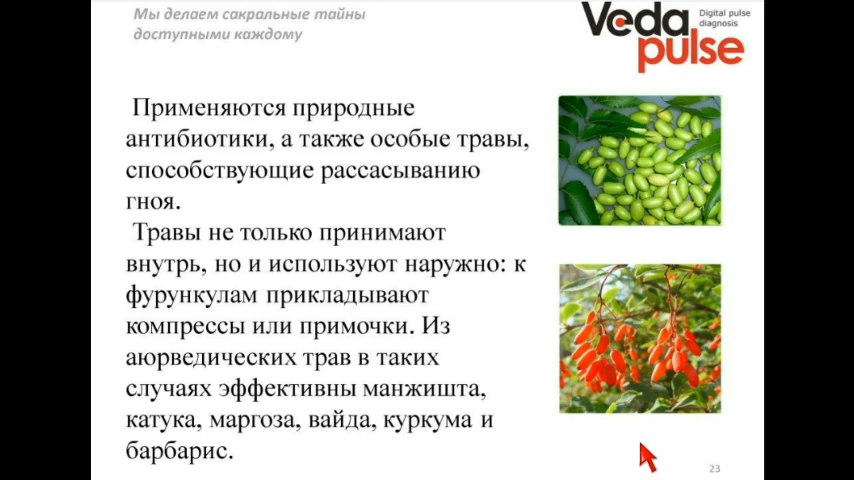 Мы делаем сакральные тайны
доступными каждому
Veda
pulse
Digital pulse
diagnosis
Применяются природные
антибиотики, а также особые травы,
способствующие рассасыванию
гноя.
Травы не только принимают
внутрь, но и используют наружно: к
фурункулам прикладывают
компрессы или примочки. Из
аюрведических трав в таких
случаях эффективны манжишта,
катука, маргоза, вайда, куркума и
барбарис.
23